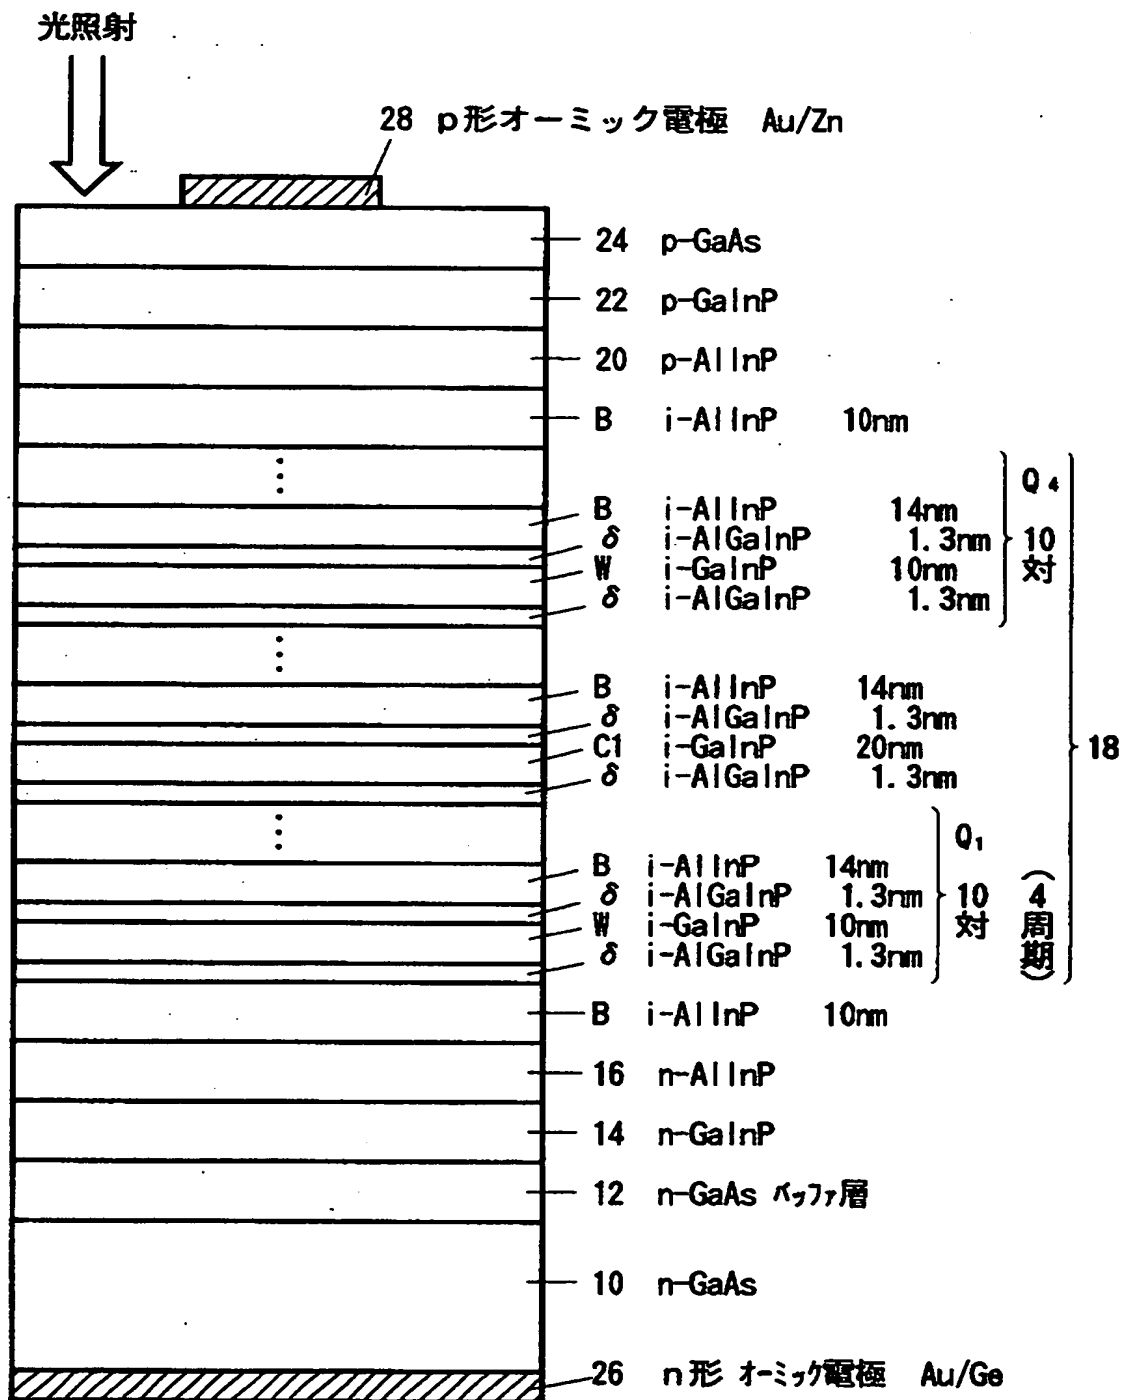 光照射
28 p形オーミック電極 Au/Zn
24 p-GaAs
22 p-GaInP
20 p-AlInP
B i-AlInP 10nm
Q4
B i-AlInP 14nm
δ i-AlGaInP 1.3nm
10対
W i-GaInP 10nm
δ i-AlGaInP 1.3nm
B i-AlInP 14nm
δ i-AlGaInP 1.3nm
C1 i-GaInP 20nm
18
δ i-AlGaInP 1.3nm
Q1
B i-AlInP 14nm
δ i-AlGaInP 1.3nm
10対
(4周期)
W i-GaInP 10nm
δ i-AlGaInP 1.3nm
B i-AlInP 10nm
16 n-AlInP
14 n-GaInP
12 n-GaAs バッファ層
10 n-GaAs
26 n形 オーミック電極 Au/Ge